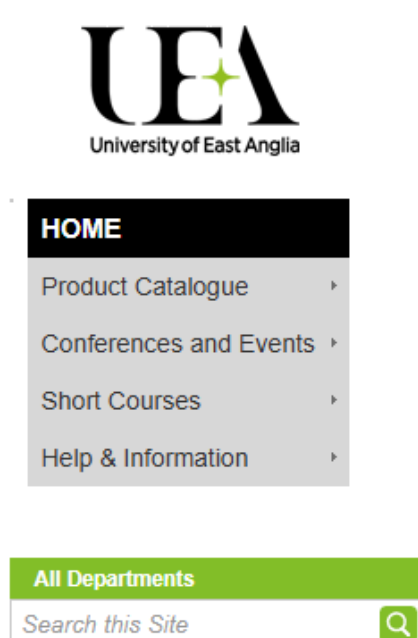 UEA
University of East Anglia
HOME
Product Catalogue
Conferences and Events
Short Courses
Help & Information
All Departments
Search this Site